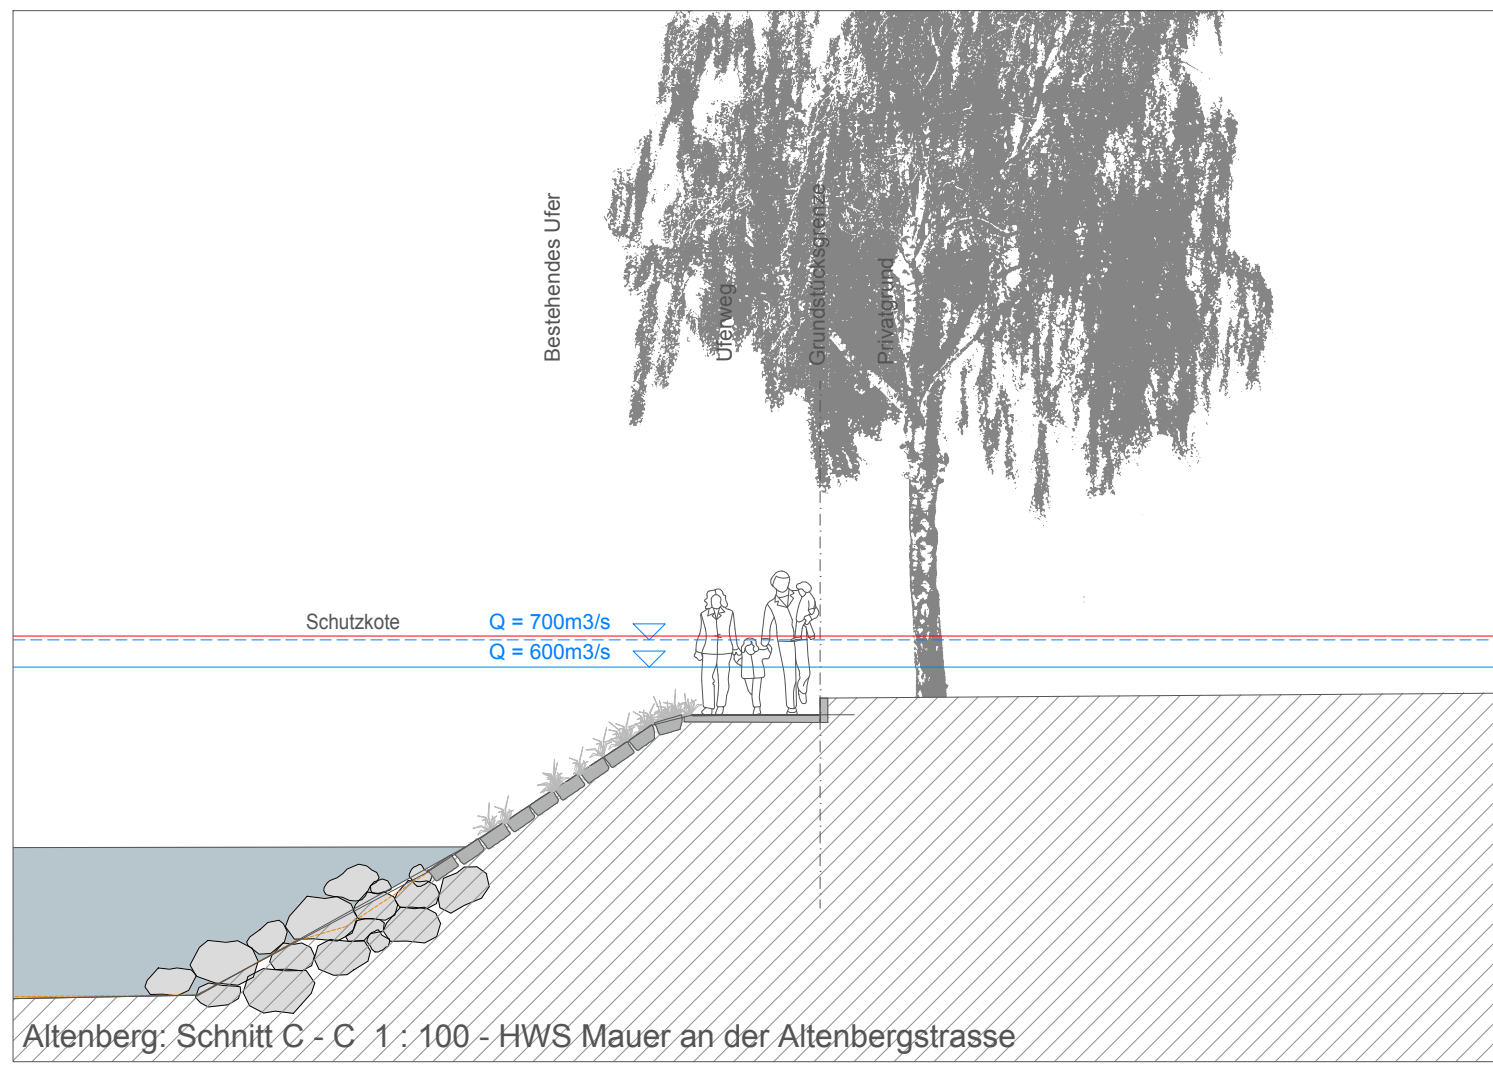 Bestehendes Ufer
Uferweg
Grundstücksgrenze
Privatgrund
Schutzkote
Q = 700m3/s
Q = 600m3/s
Altenberg: Schnitt C - C 1 : 100 - HWS Mauer an der Altenbergstrasse